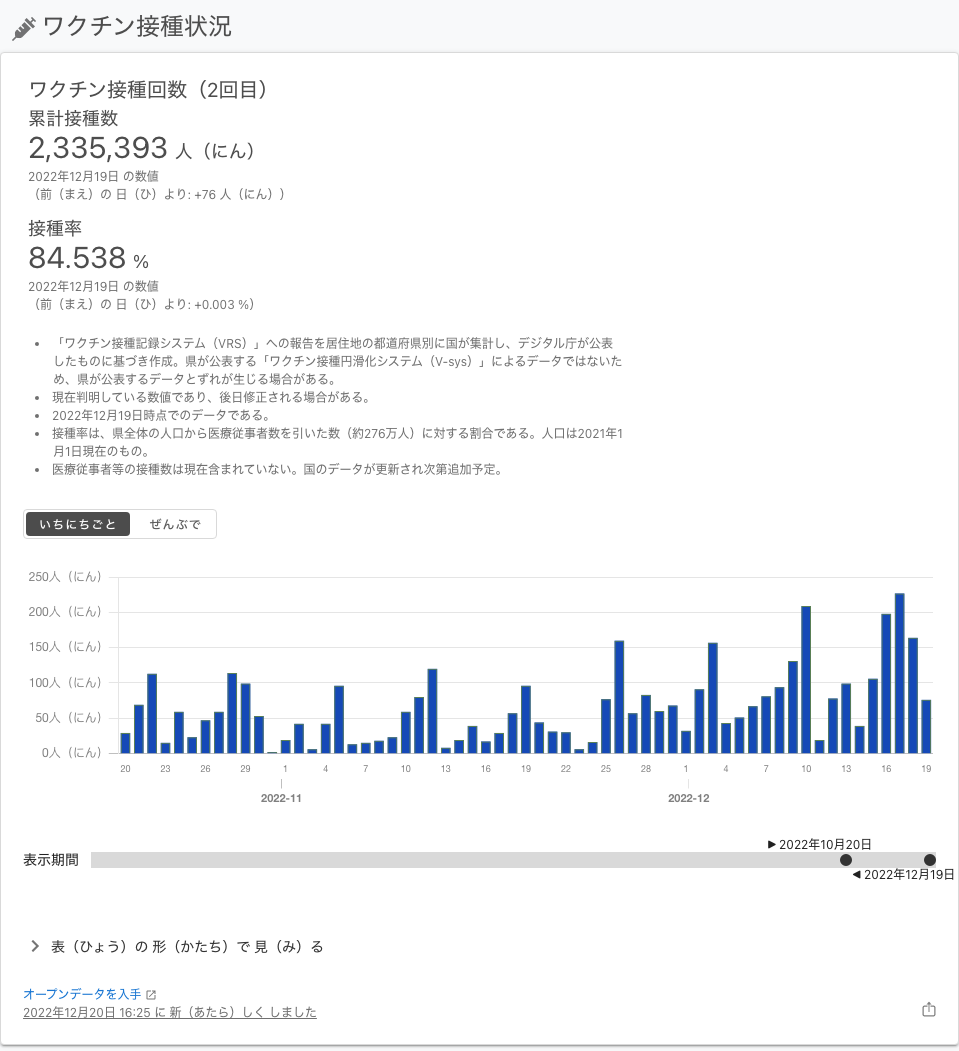 ワクチン接種状況
ワクチン接種回数（2回目）
累計接種数
2,335,393 人（にん）
2022年12月19日 の数値
（前（まえ）の 日（ひ）より: +76 人（にん））
接種率
84.538 %
2022年12月19日 の数値
（前（まえ）の 日（ひ）より: +0.003 %）
• 「ワクチン接種記録システム（VRS）」への報告を居住地の都道府県別に国が集計し、デジタル庁が公表
したものに基づき作成。県が公表する「ワクチン接種円滑化システム（V-sys）」によるデータではないた
め、県が公表するデータとずれが生じる場合がある。
• 現在判明している数値であり、後日修正される場合がある。
• 2022年12月19日時点でのデータである。
• 接種率は、県全体の人口から医療従事者数を引いた数（約276万人）に対する割合である。人口は2021年1
月1日現在のもの。
• 医療従事者等の接種数は現在含まれていない。国のデータが更新され次第追加予定。
いちにちごと ぜんぶで
250人（にん）
200人（にん）
150人（にん）
100人（にん）
50人（にん）
0人（にん）
20 23 26 29 1 4 7 10 13 16 19 22 25 28 1 4 7 10 13 16 19
2022-11 2022-12
2022年10月20日
表示期間
2022年12月19日
表（ひょう）の 形（かたち）で 見（み）る
オープンデータを入手
2022年12月20日 16:25 に 新（あたら）しく しました